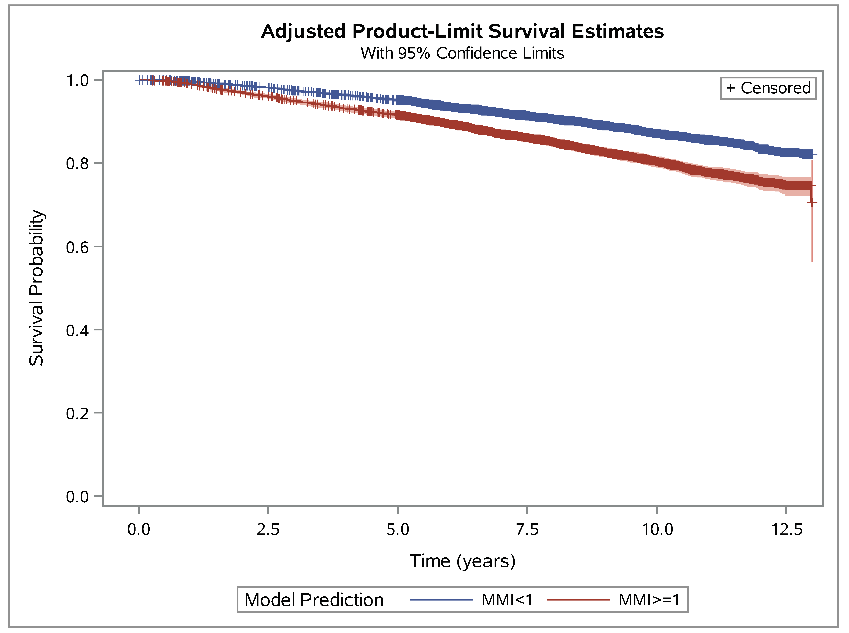 Adjusted Product-Limit Survival Estimates
With 95% Confidence Limits
+ Censored
Survival Probability
1.0
0.8
0.6
0.4
0.2
0.0
0.0 2.5 5.0 7.5 10.0 12.5
Time (years)
Model Prediction MMI<1 MMI>=1